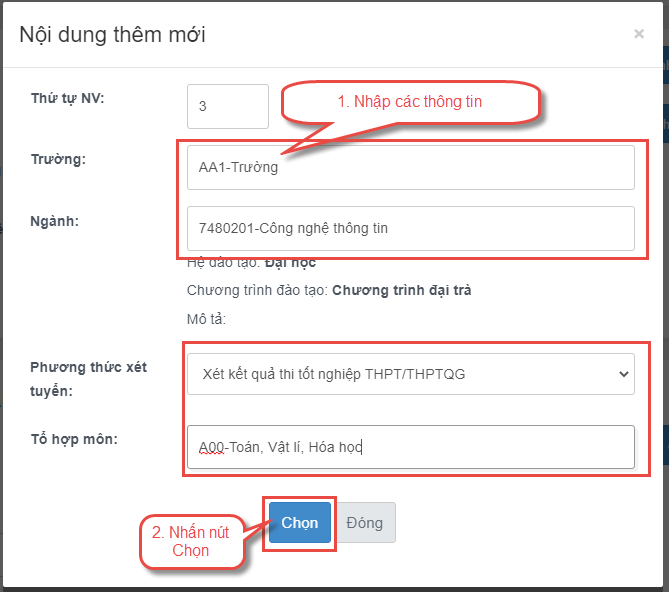 Nội dung thêm mới
×
Thứ tự NV:
3
1. Nhập các thông tin
Trường:
AA1-Trường
Ngành:
7480201-Công nghệ thông tin
Hệ đào tạo: Đại học
Chương trình đào tạo: Chương trình đại trà
Mô tả:
Phương thức xét
tuyển:
Xét kết quả thi tốt nghiệp THPT/THPTQG
Tổ hợp môn:
A00-Toán, Vật lí, Hóa học
Chọn
Đóng
2. Nhấn nút
Chọn